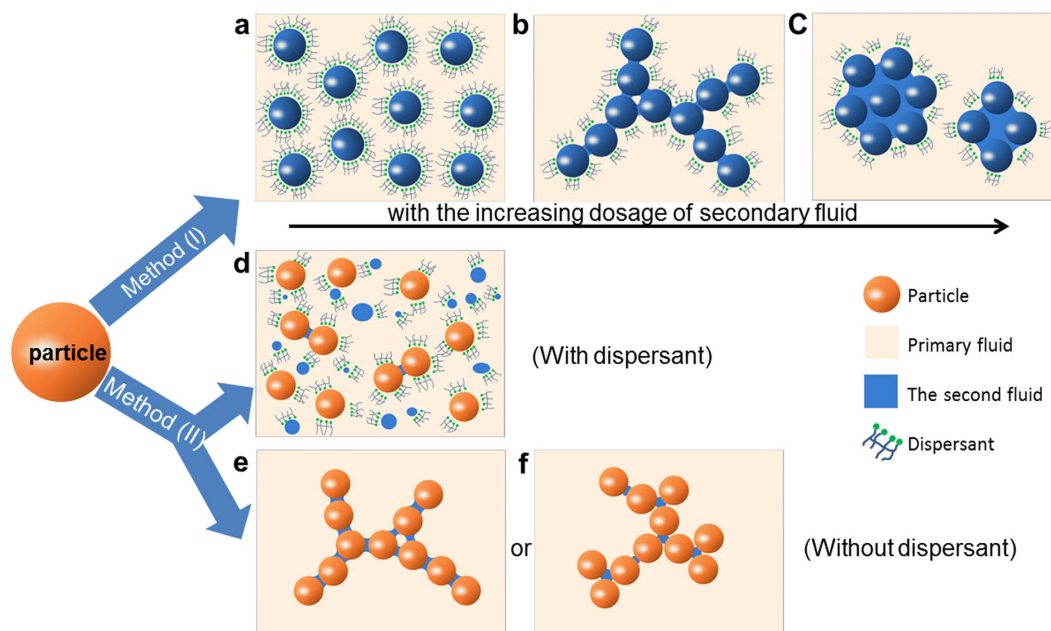 a
b
C
with the increasing dosage of secondary fluid
Method (I)
d
particle
(With dispersant)
Particle
Primary fluid
The second fluid
Dispersant
Method (II)
e
f
or
(Without dispersant)